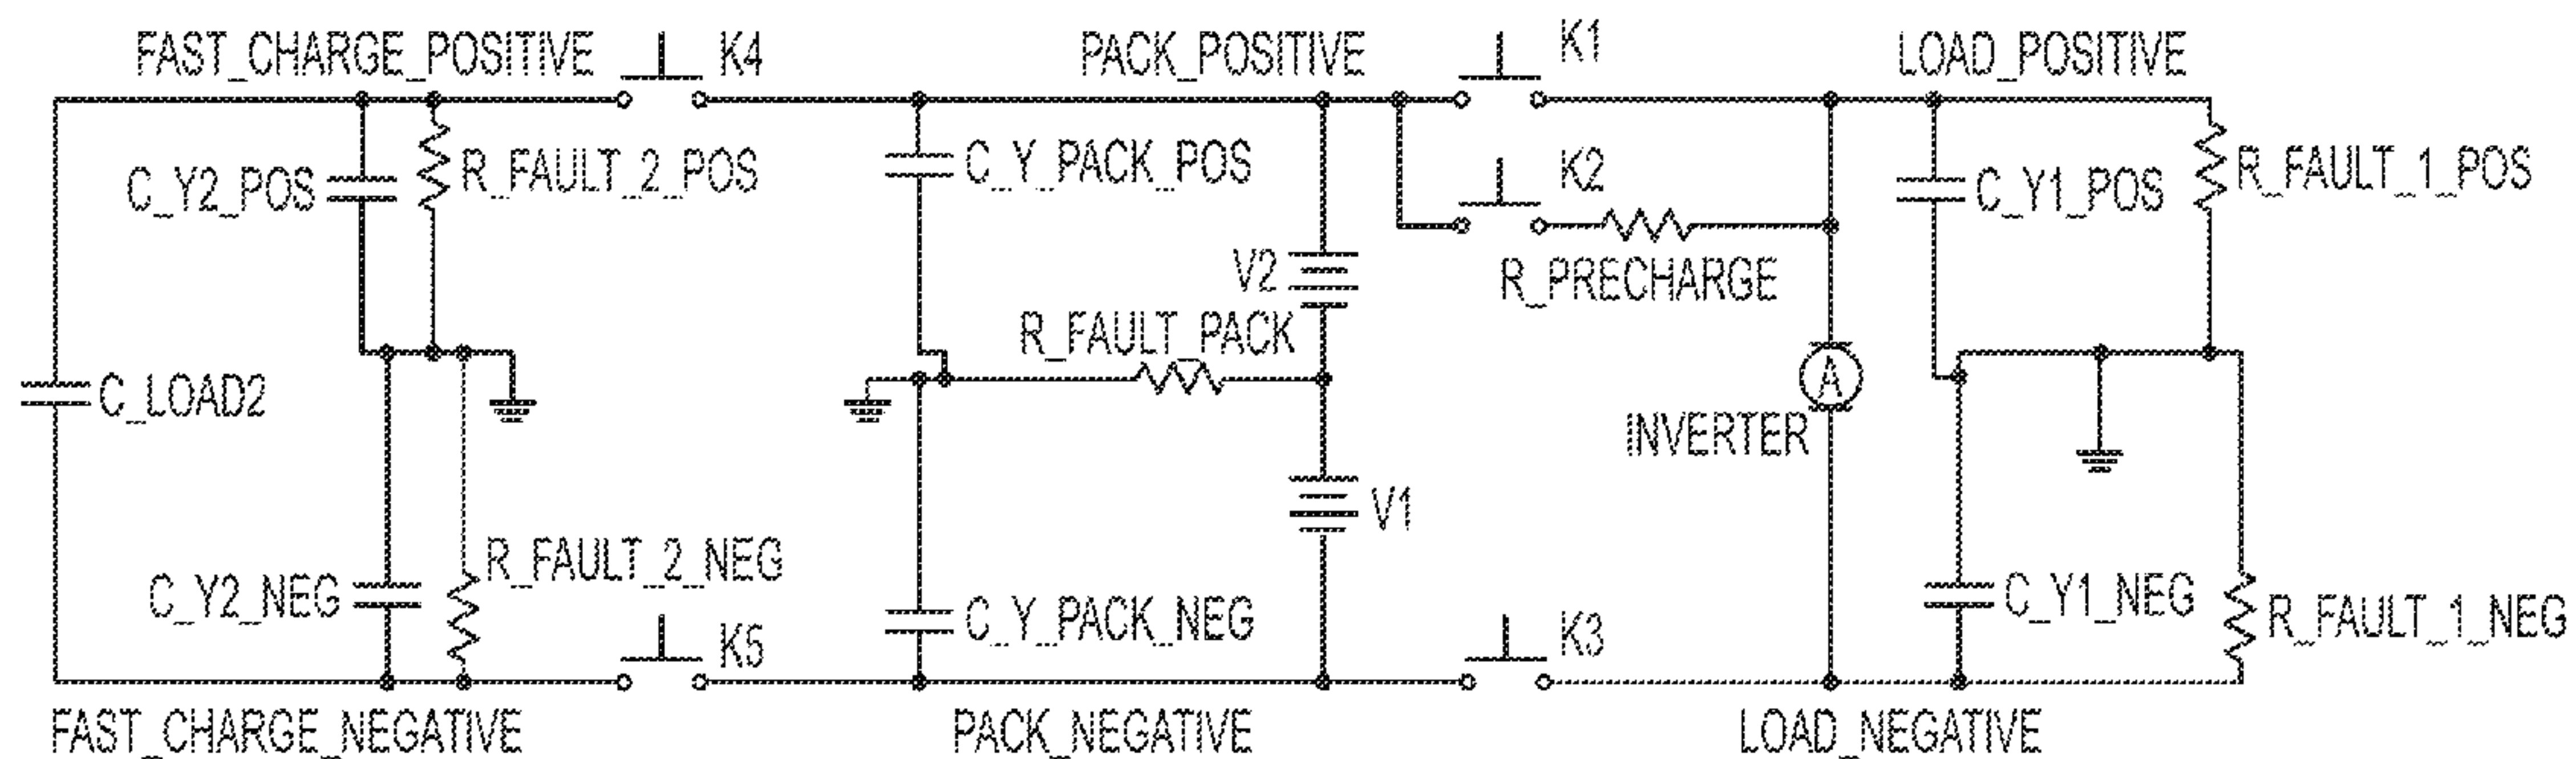 FAST_CHARGE_POSITIVE
K4
PACK_POSITIVE
K1
LOAD_POSITIVE
C_Y2_POS
R_FAULT_2_POS
C_Y_PACK_POS
K2
C_Y1_POS
R_FAULT_1_POS
V2
R_PRECHARGE
R_FAULT_PACK
C_LOAD2
A
INVERTER
V1
C_Y2_NEG
R_FAULT_2_NEG
K5
C_Y_PACK_NEG
K3
C_Y1_NEG
R_FAULT_1_NEG
FAST_CHARGE_NEGATIVE
PACK_NEGATIVE
LOAD_NEGATIVE